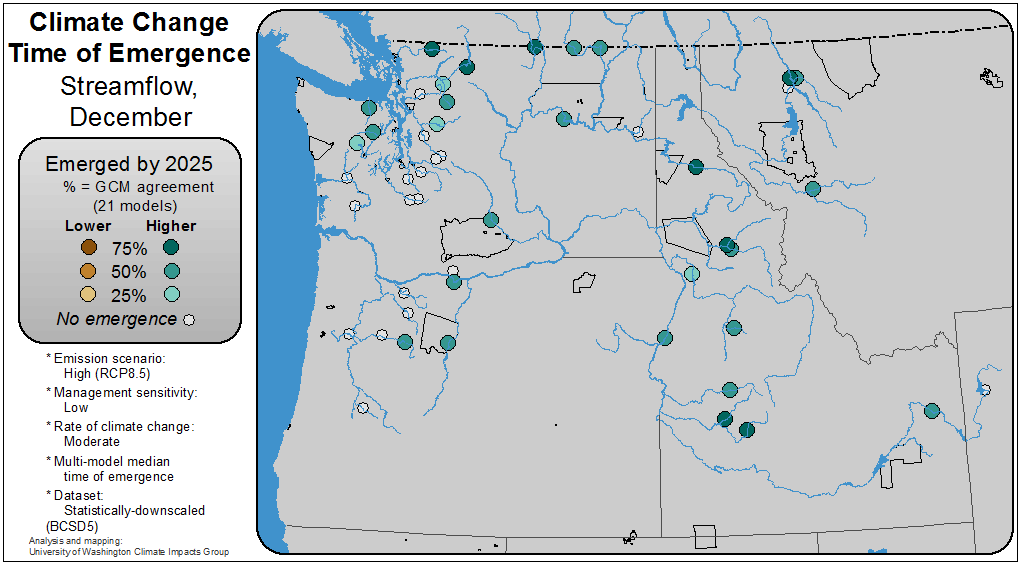 Climate Change
Time of Emergence
Streamflow,
December
Emerged by 2025
% = GCM agreement
(21 models)
Lower Higher
75%
50%
25%
No emergence
* Emission scenario:
High (RCP8.5)
* Management sensitivity:
Low
* Rate of climate change:
Moderate
* Multi-model median
time of emergence
* Dataset:
Statistically-downscaled
(BCSD5)
Analysis and mapping:
University of Washington Climate Impacts Group